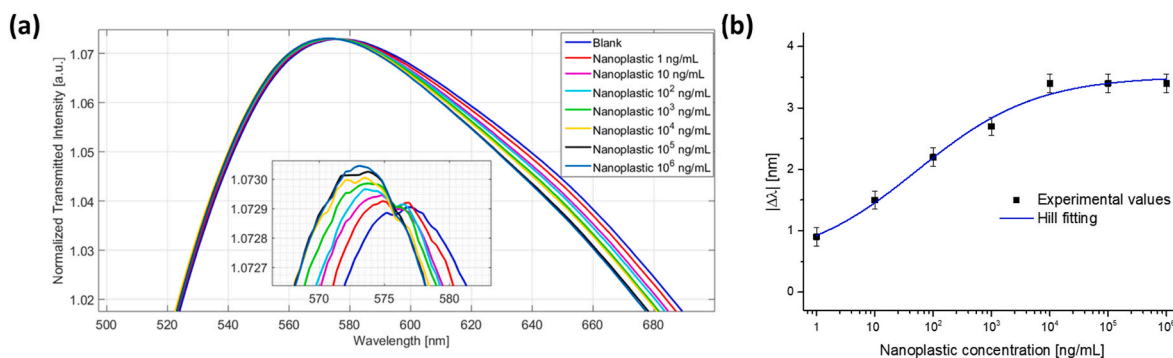 (a)
Normalized Transmitted Intensity [a.u.]
1.07
1.06
1.05
1.04
1.03
1.02
500 520 540 560 580 600 620 640 660 680
Wavelength [nm]
Blank
Nanoplastic 1 ng/mL
Nanoplastic 10 ng/mL
Nanoplastic 10² ng/mL
Nanoplastic 10³ ng/mL
Nanoplastic 10⁴ ng/mL
Nanoplastic 10⁵ ng/mL
Nanoplastic 10⁶ ng/mL
1.0730
1.0729
1.0728
1.0727
570 575 580
(b)
|Δλ| [nm]
4
3
2
1
0
Experimental values
Hill fitting
1 10 10² 10³ 10⁴ 10⁵ 10⁶
Nanoplastic concentration [ng/mL]